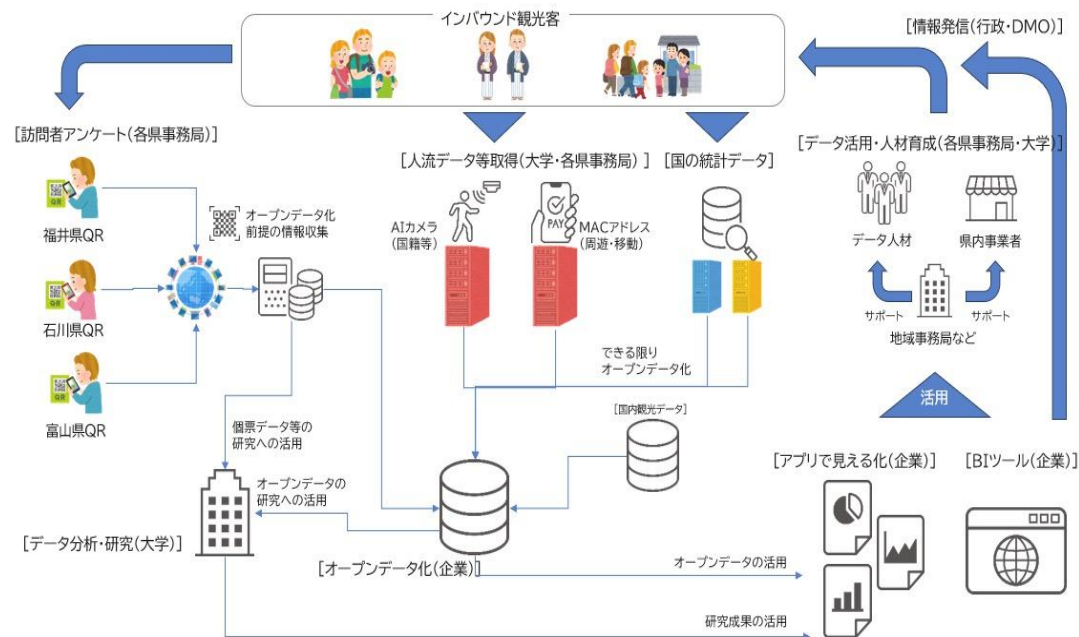 インバウンド観光客
[情報発信(行政・DMO)]
[訪問者アンケート(各県事務局)]
[人流データ等取得(大学・各県事務局)]
[国の統計データ]
[データ活用・人材育成(各県事務局・大学)]
QR
福井県QR
オープンデータ化
前提の情報収集
AIカメラ
(国籍等)
PAY
MACアドレス
(周遊・移動)
データ人材
県内事業者
QR
石川県QR
サポート
サポート
地域事務局など
QR
富山県QR
できる限り
オープンデータ化
活用
[国内観光データ]
個票データ等の
研究への活用
[アプリで見える化(企業)]
[BIツール(企業)]
オープンデータの
研究への活用
[データ分析・研究(大学)]
[オープンデータ化(企業)]
オープンデータの活用
研究成果の活用